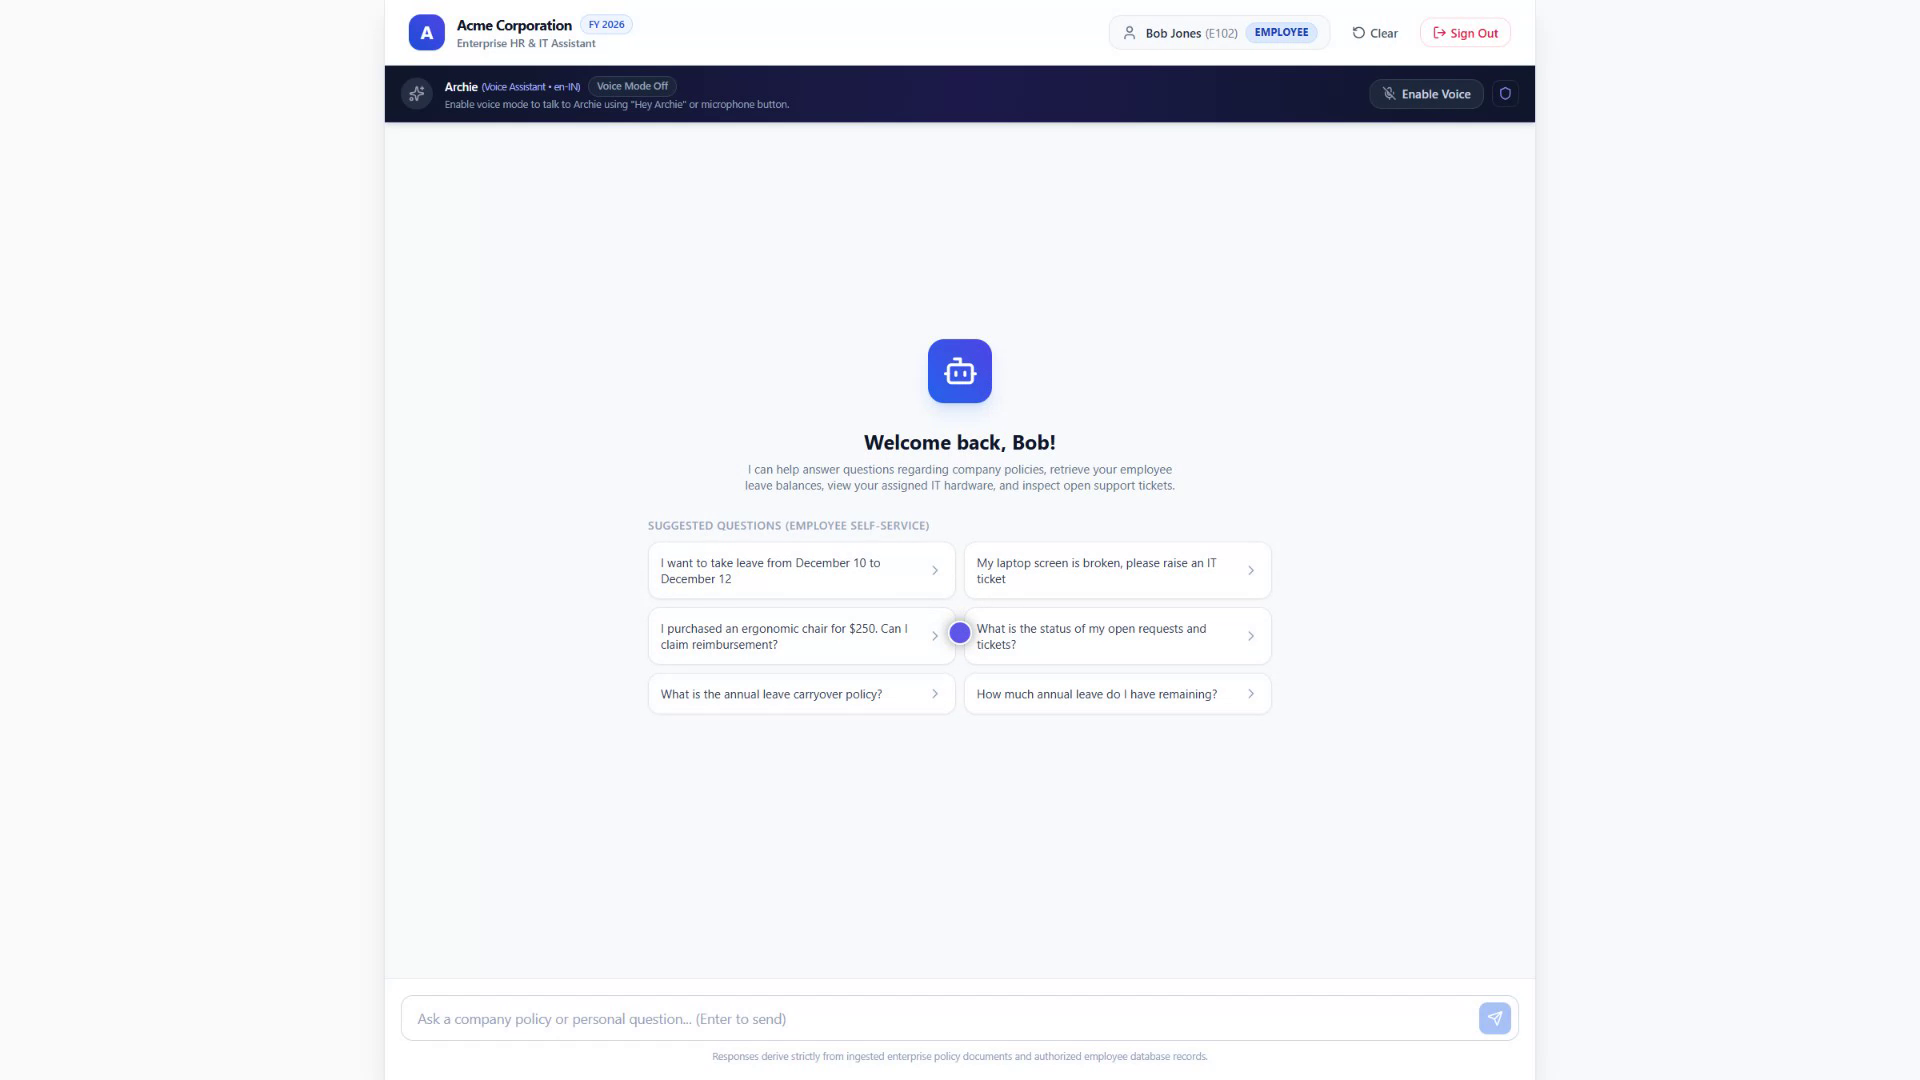 A
Acme Corporation
FY 2026
Enterprise HR & IT Assistant
Bob Jones (E102)
EMPLOYEE
Clear
Sign Out
Archie (Voice Assistant • en-IN)
Voice Mode Off
Enable voice mode to talk to Archie using "Hey Archie" or microphone button.
Enable Voice
Welcome back, Bob!
I can help answer questions regarding company policies, retrieve your employee
leave balances, view your assigned IT hardware, and inspect open support tickets.
SUGGESTED QUESTIONS (EMPLOYEE SELF-SERVICE)
I want to take leave from December 10 to
December 12
My laptop screen is broken, please raise an IT
ticket
I purchased an ergonomic chair for $250. Can I
claim reimbursement?
What is the status of my open requests and
tickets?
What is the annual leave carryover policy?
How much annual leave do I have remaining?
Ask a company policy or personal question... (Enter to send)
Responses derive strictly from ingested enterprise policy documents and authorized employee database records.